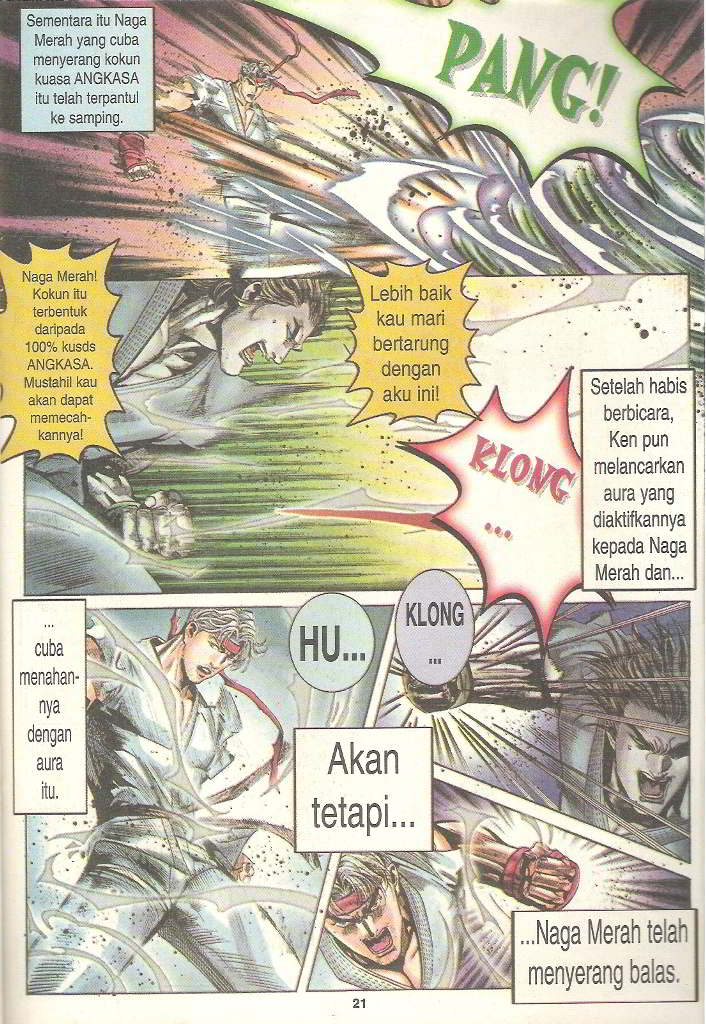 Sementara itu Naga
Merah yang cuba
menyerang kokun
kuasa ANGKASA
itu telah terpantul
ke samping.
PANG!
Naga Merah!
Kokun itu
terbentuk
daripada
100% kusds
ANGKASA.
Mustahil kau
akan dapat
memecah-
kannya!
Lebih baik
kau mari
bertarung
dengan
aku ini!
KLONG
...
Setelah habis
berbicara,
Ken pun
melancarkan
aura yang
diaktifkannya
kepada Naga
Merah dan...
...
cuba
menahan-
nya
dengan
aura
itu.
HU...
KLONG
...
Akan
tetapi...
...Naga Merah telah
menyerang balas.
21